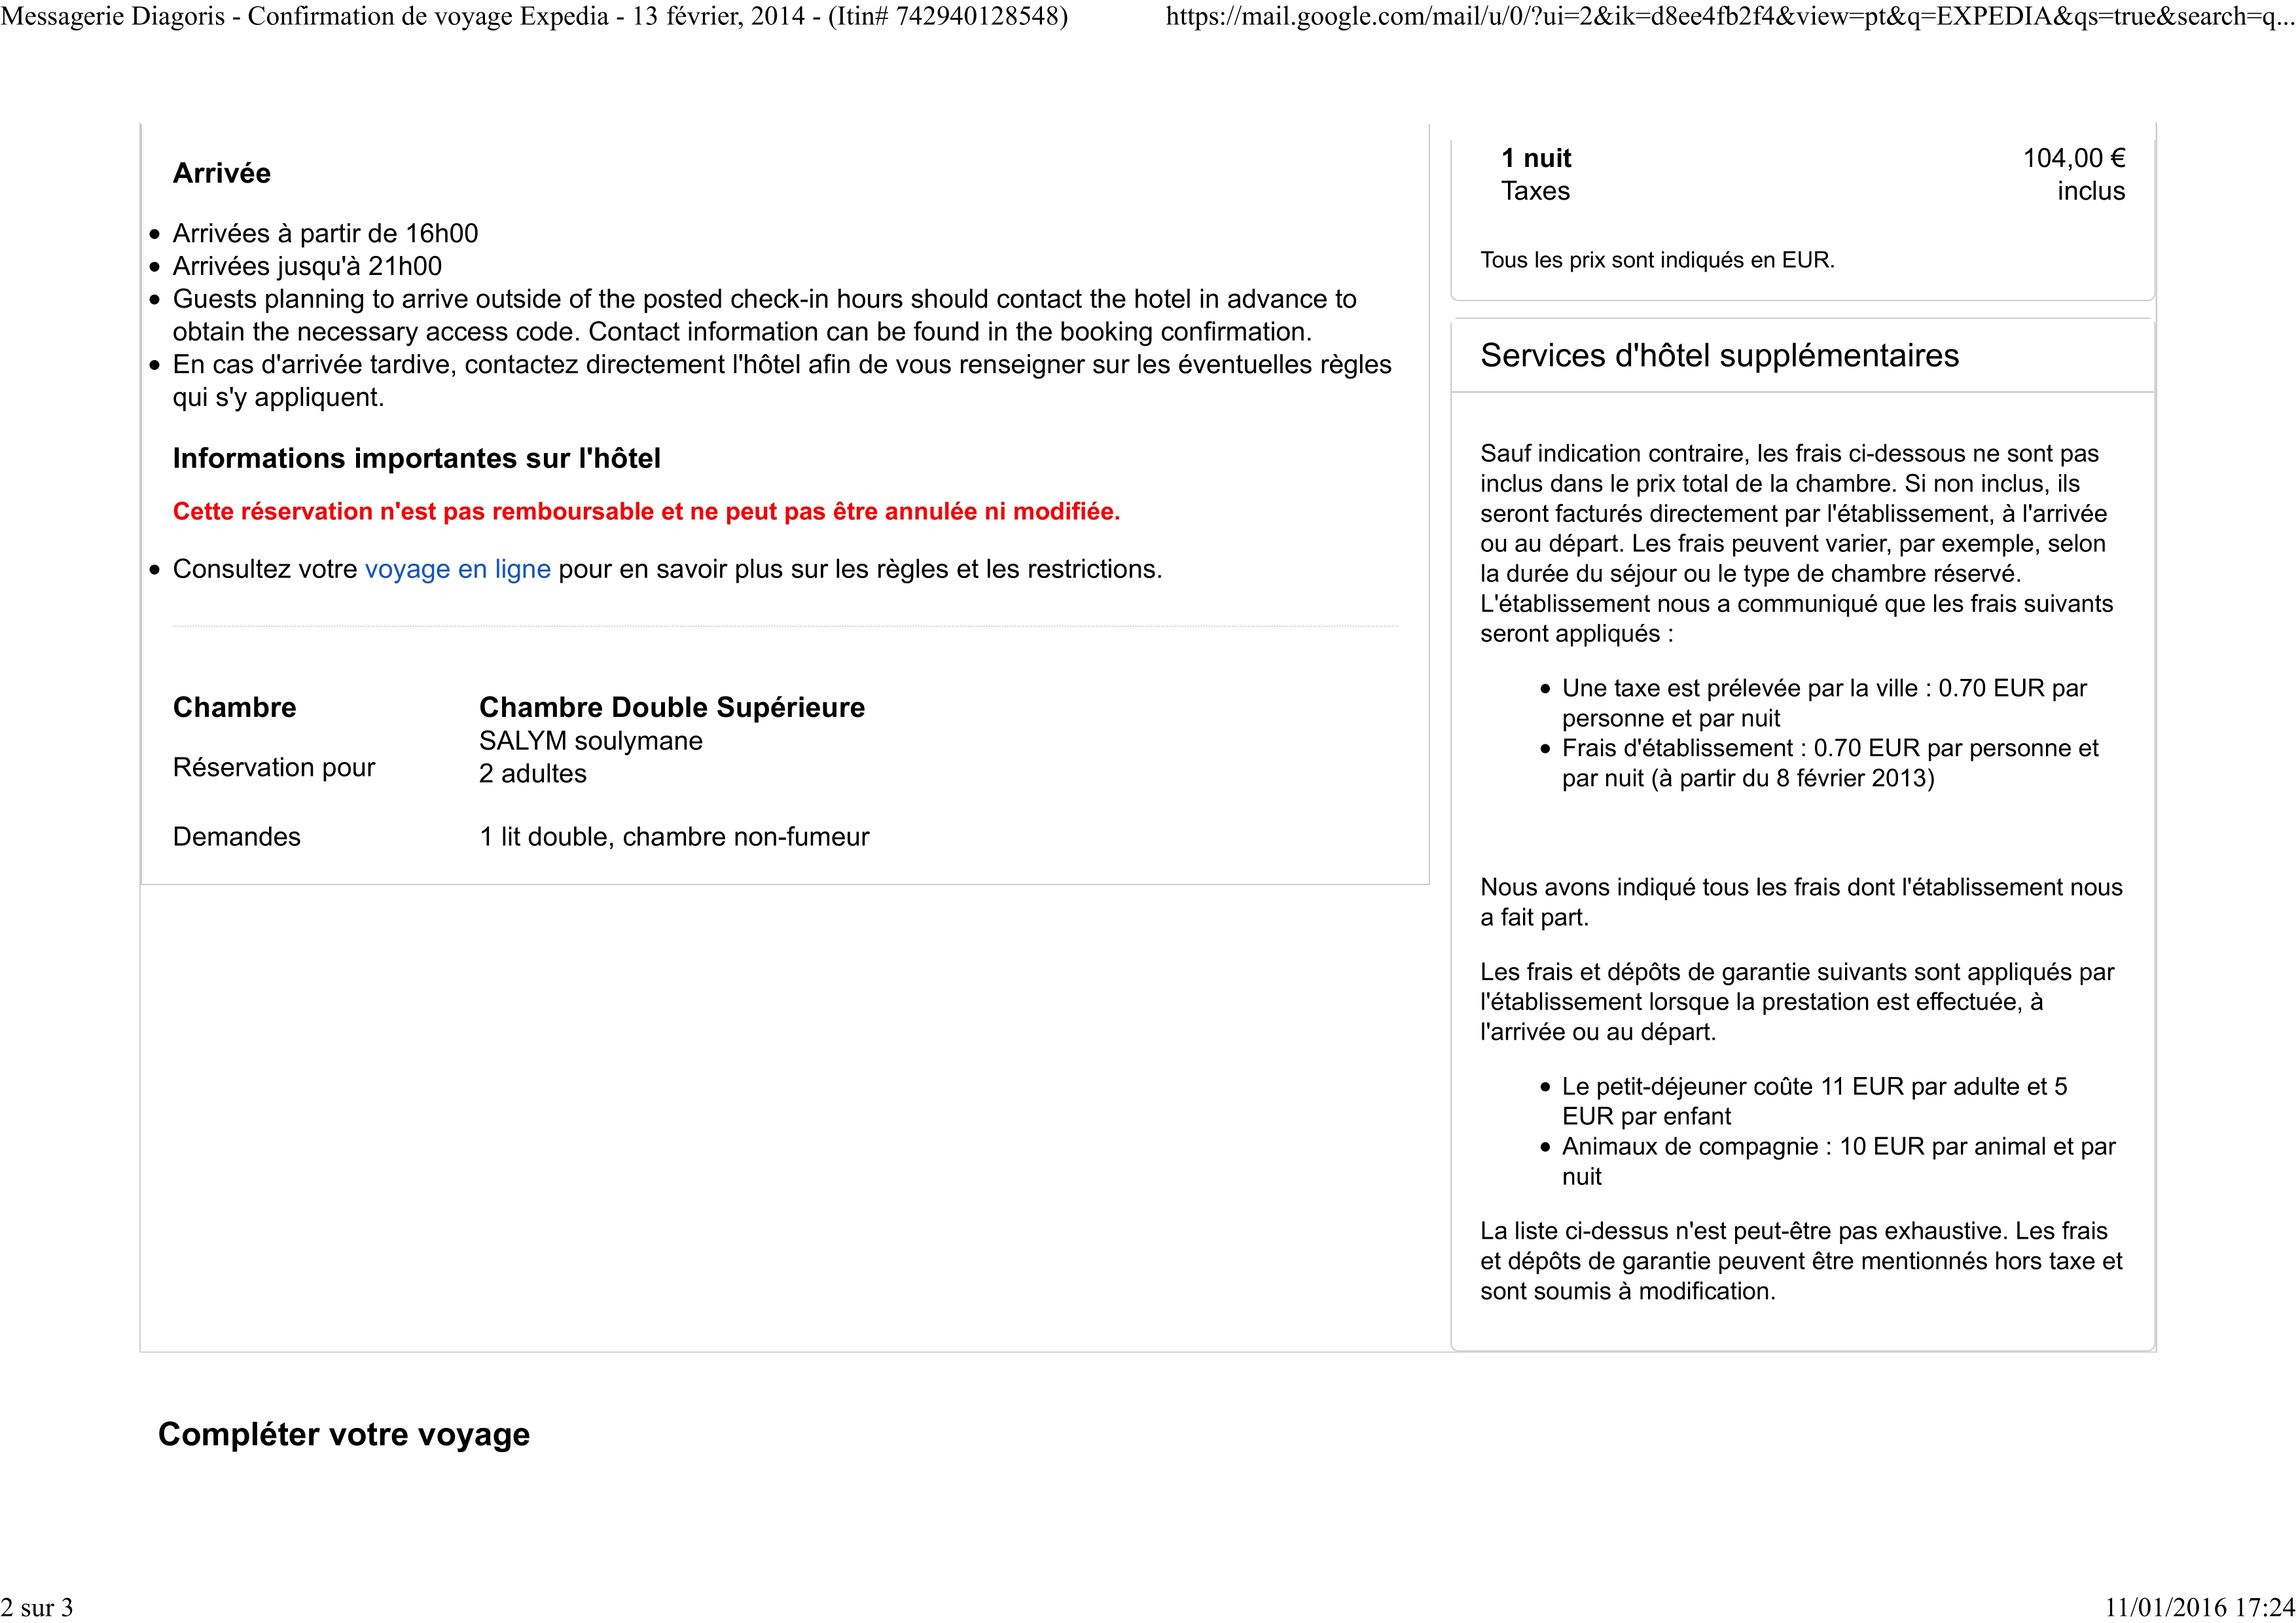 Messagerie Diagoris - Confirmation de voyage Expedia - 13 février, 2014 - (Itin# 742940128548)
https://mail.google.com/mail/u/0/?ui=2&ik=d8ee4fb2f4&view=pt&q=EXPEDIA&qs=true&search=q...
Arrivée
• Arrivées à partir de 16h00
• Arrivées jusqu'à 21h00
• Guests planning to arrive outside of the posted check-in hours should contact the hotel in advance to
obtain the necessary access code. Contact information can be found in the booking confirmation.
• En cas d'arrivée tardive, contactez directement l'hôtel afin de vous renseigner sur les éventuelles règles
qui s'y appliquent.
Informations importantes sur l'hôtel
Cette réservation n'est pas remboursable et ne peut pas être annulée ni modifiée.
• Consultez votre voyage en ligne pour en savoir plus sur les règles et les restrictions.
Chambre
Chambre Double Supérieure
SALYM soulymane
Réservation pour
2 adultes
Demandes
1 lit double, chambre non-fumeur
1 nuit 104,00 €
Taxes inclus
Tous les prix sont indiqués en EUR.
Services d'hôtel supplémentaires
Sauf indication contraire, les frais ci-dessous ne sont pas
inclus dans le prix total de la chambre. Si non inclus, ils
seront facturés directement par l'établissement, à l'arrivée
ou au départ. Les frais peuvent varier, par exemple, selon
la durée du séjour ou le type de chambre réservé.
L'établissement nous a communiqué que les frais suivants
seront appliqués :
• Une taxe est prélevée par la ville : 0.70 EUR par
personne et par nuit
• Frais d'établissement : 0.70 EUR par personne et
par nuit (à partir du 8 février 2013)
Nous avons indiqué tous les frais dont l'établissement nous
a fait part.
Les frais et dépôts de garantie suivants sont appliqués par
l'établissement lorsque la prestation est effectuée, à
l'arrivée ou au départ.
• Le petit-déjeuner coûte 11 EUR par adulte et 5
EUR par enfant
• Animaux de compagnie : 10 EUR par animal et par
nuit
La liste ci-dessus n'est peut-être pas exhaustive. Les frais
et dépôts de garantie peuvent être mentionnés hors taxe et
sont soumis à modification.
Compléter votre voyage
2 sur 3
11/01/2016 17:24